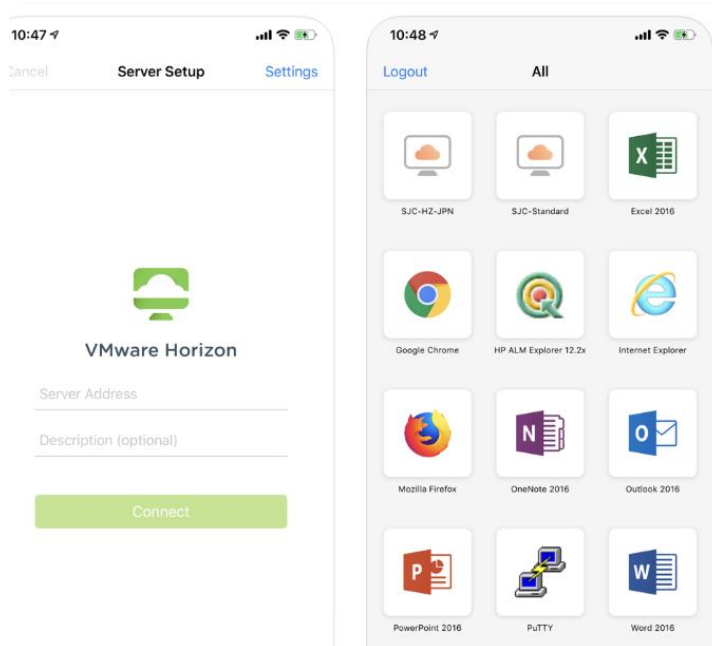 10:47
Cancel
Server Setup
Settings
VMware Horizon
Server Address
Description (optional)
Connect
10:48
Logout
All
SJC-HZ-JPN
SJC-Standard
Excel 2016
Google Chrome
HP ALM Explorer 12.2x
Internet Explorer
Mozilla Firefox
OneNote 2016
Outlook 2016
PowerPoint 2016
PuTTY
Word 2016